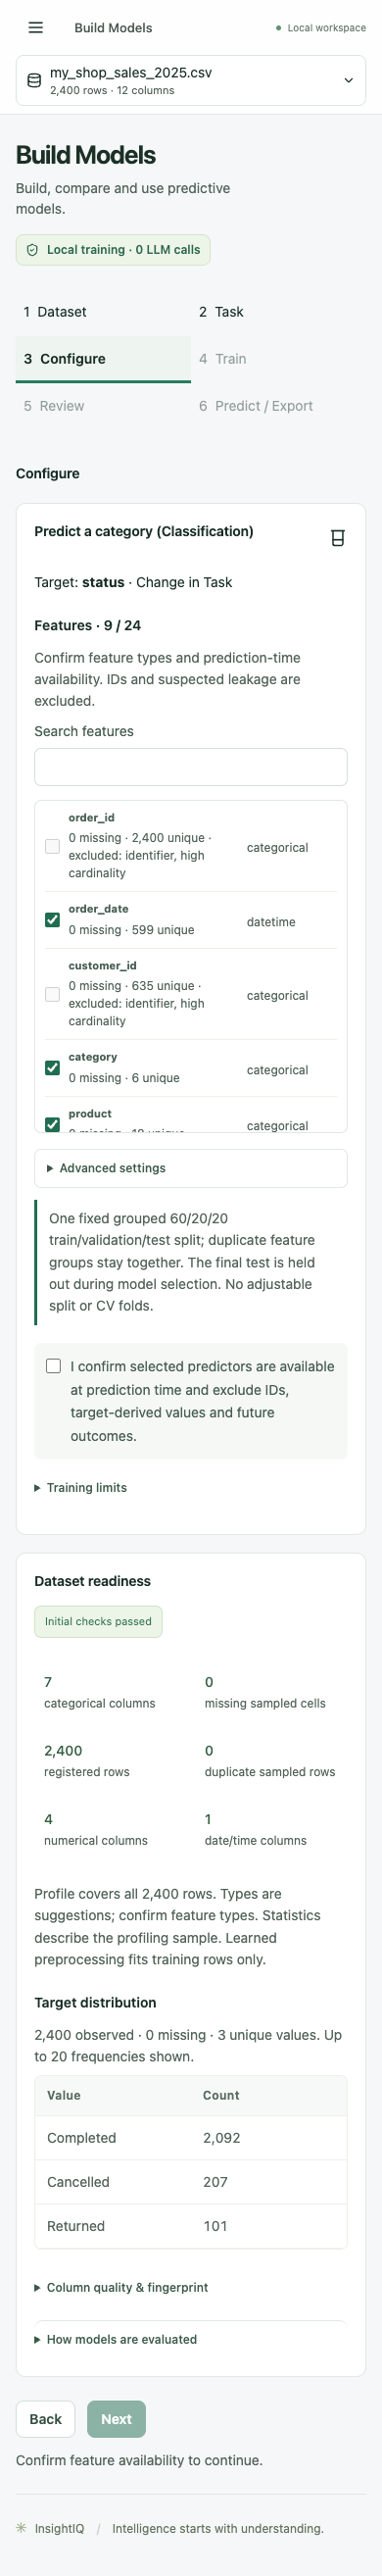 Build Models
Local workspace
my_shop_sales_2025.csv
2,400 rows · 12 columns
Build Models
Build, compare and use predictive
models.
Local training · 0 LLM calls
1 Dataset
2 Task
3 Configure
4 Train
5 Review
6 Predict / Export
Configure
Predict a category (Classification)
Target: status · Change in Task
Features · 9 / 24
Confirm feature types and prediction-time
availability. IDs and suspected leakage are
excluded.
Search features
order_id
0 missing · 2,400 unique ·
excluded: identifier, high
cardinality
categorical
order_date
0 missing · 599 unique
datetime
customer_id
0 missing · 635 unique ·
excluded: identifier, high
cardinality
categorical
category
0 missing · 6 unique
categorical
product
categorical
Advanced settings
One fixed grouped 60/20/20
train/validation/test split; duplicate feature
groups stay together. The final test is held
out during model selection. No adjustable
split or CV folds.
I confirm selected predictors are available
at prediction time and exclude IDs,
target-derived values and future
outcomes.
Training limits
Dataset readiness
Initial checks passed
7
categorical columns
0
missing sampled cells
2,400
registered rows
0
duplicate sampled rows
4
numerical columns
1
date/time columns
Profile covers all 2,400 rows. Types are
suggestions; confirm feature types. Statistics
describe the profiling sample. Learned
preprocessing fits training rows only.
Target distribution
2,400 observed · 0 missing · 3 unique values. Up
to 20 frequencies shown.
Value Count
Completed 2,092
Cancelled 207
Returned 101
Column quality & fingerprint
How models are evaluated
Back
Next
Confirm feature availability to continue.
InsightIQ / Intelligence starts with understanding.